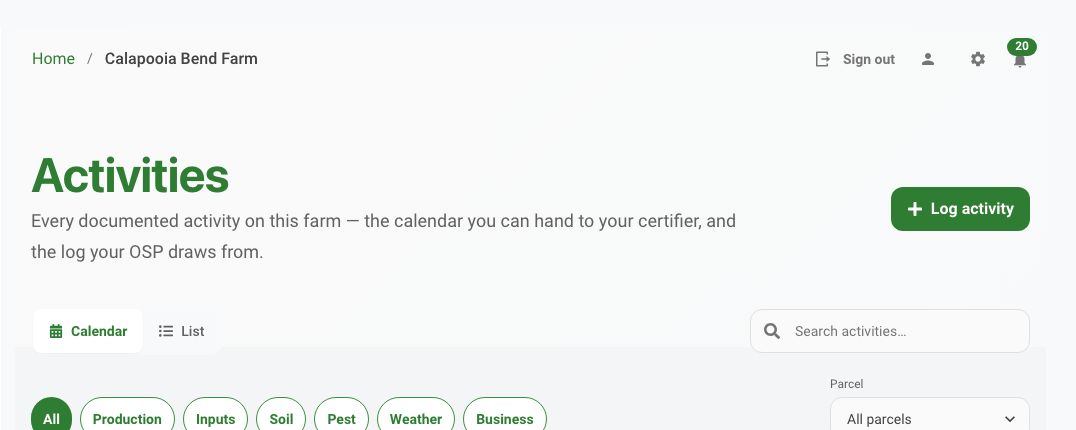 Home / Calapooia Bend Farm
Sign out
20
Activities
Every documented activity on this farm — the calendar you can hand to your certifier, and
the log your OSP draws from.
Log activity
Calendar
List
Search activities...
Parcel
All
Production
Inputs
Soil
Pest
Weather
Business
All parcels